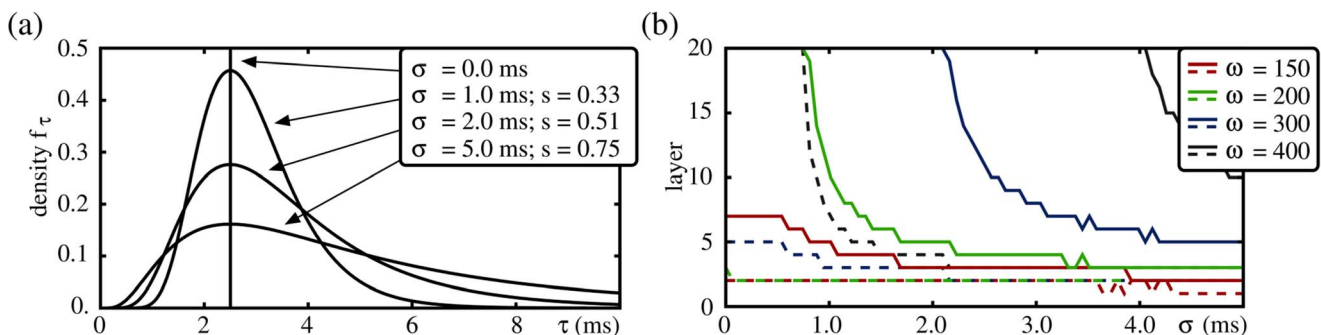 (a)
0.5
0.4
0.3
0.2
0.1
0.
density f τ
0
2
4
6
8
τ (ms)
σ = 0.0 ms
σ = 1.0 ms; s = 0.33
σ = 2.0 ms; s = 0.51
σ = 5.0 ms; s = 0.75
(b)
20
15
10
5
0
layer
0
1.0
2.0
3.0
4.0
σ (ms)
ω = 150
ω = 200
ω = 300
ω = 400